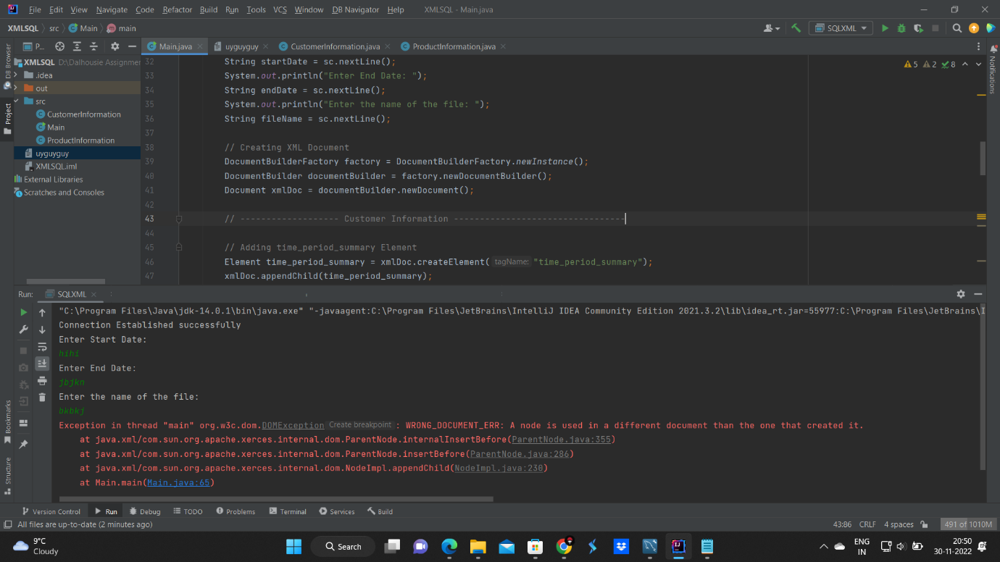 File Edit View Navigate Code Refactor Build Run Tools VCS Window DB Navigator Help XMLSQL - Main.java
XMLSQL src Main main
SQLXML
P...
Main.java uyguyguy CustomerInformation.java ProductInformation.java
DB Browser
Project
Bookmarks
Structure
Notifications
XMLSQL D:\Dalhousie Assignmen
.idea
out
src
CustomerInformation
Main
ProductInformation
uyguyguy
XMLSQL.iml
External Libraries
Scratches and Consoles
5 2 8
32 String startDate = sc.nextLine();
33 System.out.println("Enter End Date: ");
34 String endDate = sc.nextLine();
35 System.out.println("Enter the name of the file: ");
36 String fileName = sc.nextLine();
37
38 // Creating XML Document
39 DocumentBuilderFactory factory = DocumentBuilderFactory.newInstance();
40 DocumentBuilder documentBuilder = factory.newDocumentBuilder();
41 Document xmlDoc = documentBuilder.newDocument();
42
43 // ------------------- Customer Information ---------------------------------
44
45 // Adding time_period_summary Element
46 Element time_period_summary = xmlDoc.createElement( tagName: "time_period_summary");
47 xmlDoc.appendChild(time_period_summary);
Run: SQLXML
"C:\Program Files\Java\jdk-14.0.1\bin\java.exe" "-javaagent:C:\Program Files\JetBrains\IntelliJ IDEA Community Edition 2021.3.2\lib\idea_rt.jar=55977:C:\Program Files\JetBrains\I
Connection Established successfully
Enter Start Date:
hihi
Enter End Date:
jbjkn
Enter the name of the file:
bkbkj
Exception in thread "main" org.w3c.dom.DOMException Create breakpoint : WRONG_DOCUMENT_ERR: A node is used in a different document than the one that created it.
at java.xml/com.sun.org.apache.xerces.internal.dom.ParentNode.internalInsertBefore(ParentNode.java:355)
at java.xml/com.sun.org.apache.xerces.internal.dom.ParentNode.insertBefore(ParentNode.java:286)
at java.xml/com.sun.org.apache.xerces.internal.dom.NodeImpl.appendChild(NodeImpl.java:230)
at Main.main(Main.java:65)
Version Control Run Debug TODO Problems Terminal Services Build
All files are up-to-date (2 minutes ago) 43:86 CRLF 4 spaces 491 of 1010M
9°C
Cloudy
Search
ENG
IN
20:50
30-11-2022